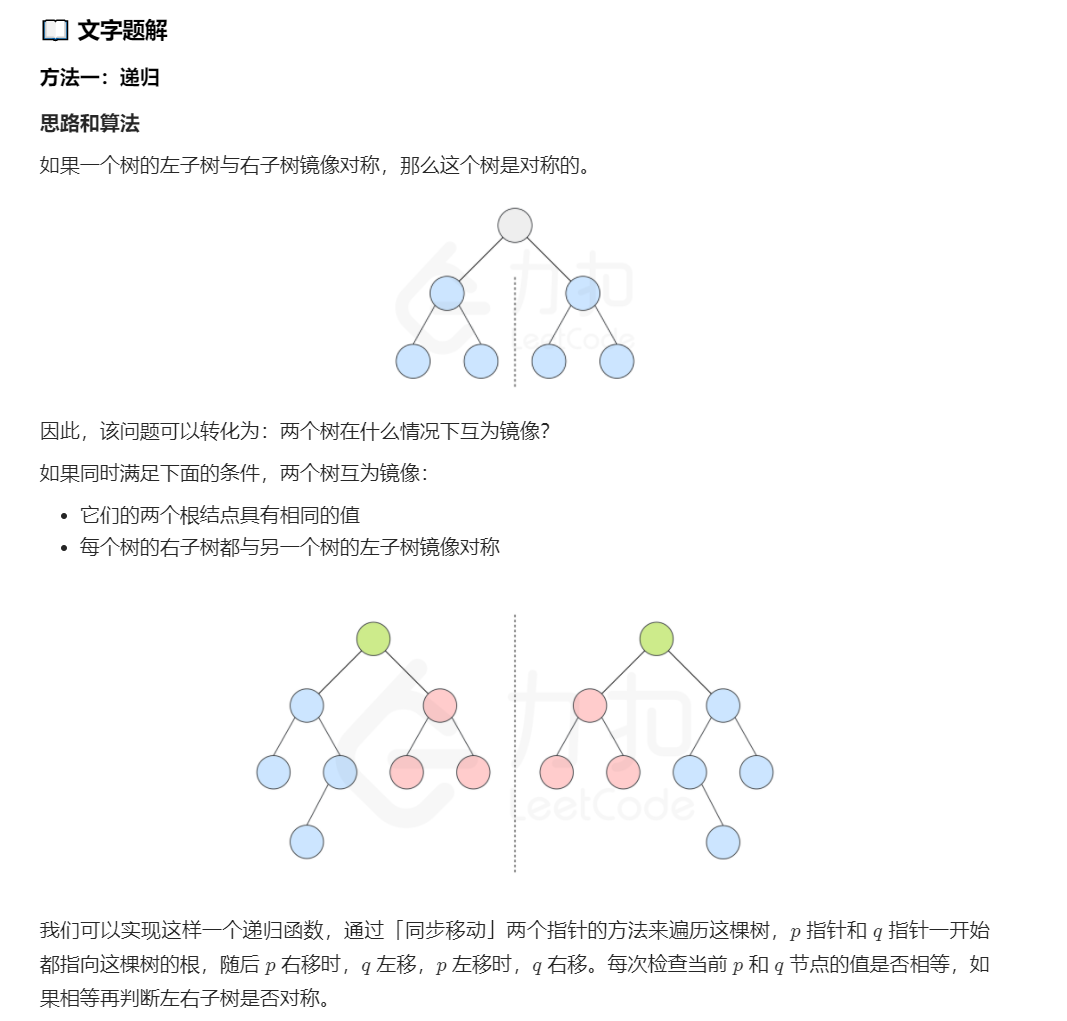 文字题解
方法一：递归
思路和算法
如果一个树的左子树与右子树镜像对称，那么这个树是对称的。
力扣
LeetCode
因此，该问题可以转化为：两个树在什么情况下互为镜像？
如果同时满足下面的条件，两个树互为镜像：
• 它们的两个根结点具有相同的值
• 每个树的右子树都与另一个树的左子树镜像对称
力扣
LeetCode
我们可以实现这样一个递归函数，通过「同步移动」两个指针的方法来遍历这棵树，p 指针和 q 指针一开始
都指向这棵树的根，随后 p 右移时，q 左移，p 左移时，q 右移。每次检查当前 p 和 q 节点的值是否相等，如
果相等再判断左右子树是否对称。